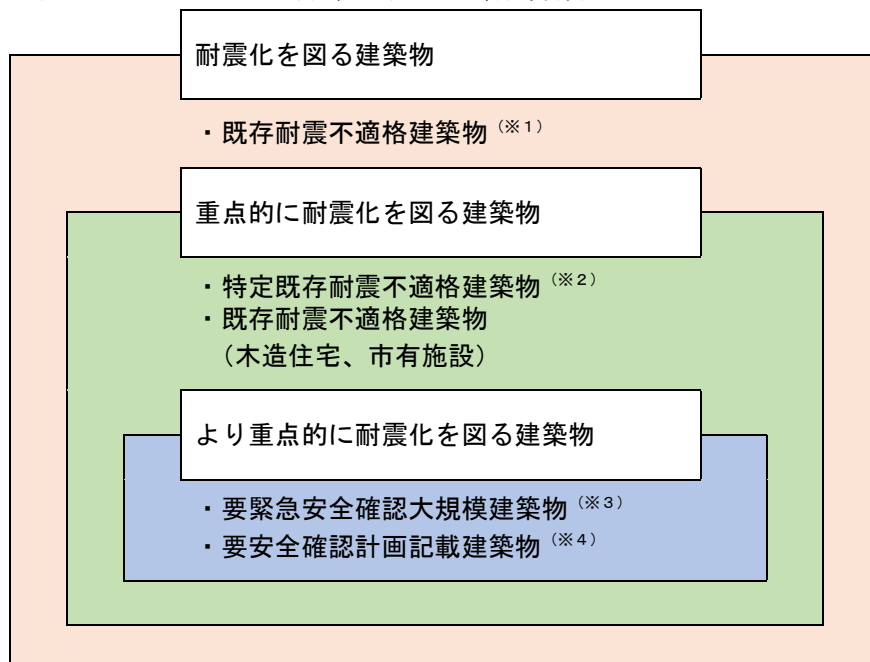 耐震化を図る建築物
・既存耐震不適格建築物（※１）
重点的に耐震化を図る建築物
・特定既存耐震不適格建築物（※２）
・既存耐震不適格建築物
（木造住宅、市有施設）
より重点的に耐震化を図る建築物
・要緊急安全確認大規模建築物（※３）
・要安全確認計画記載建築物（※４）